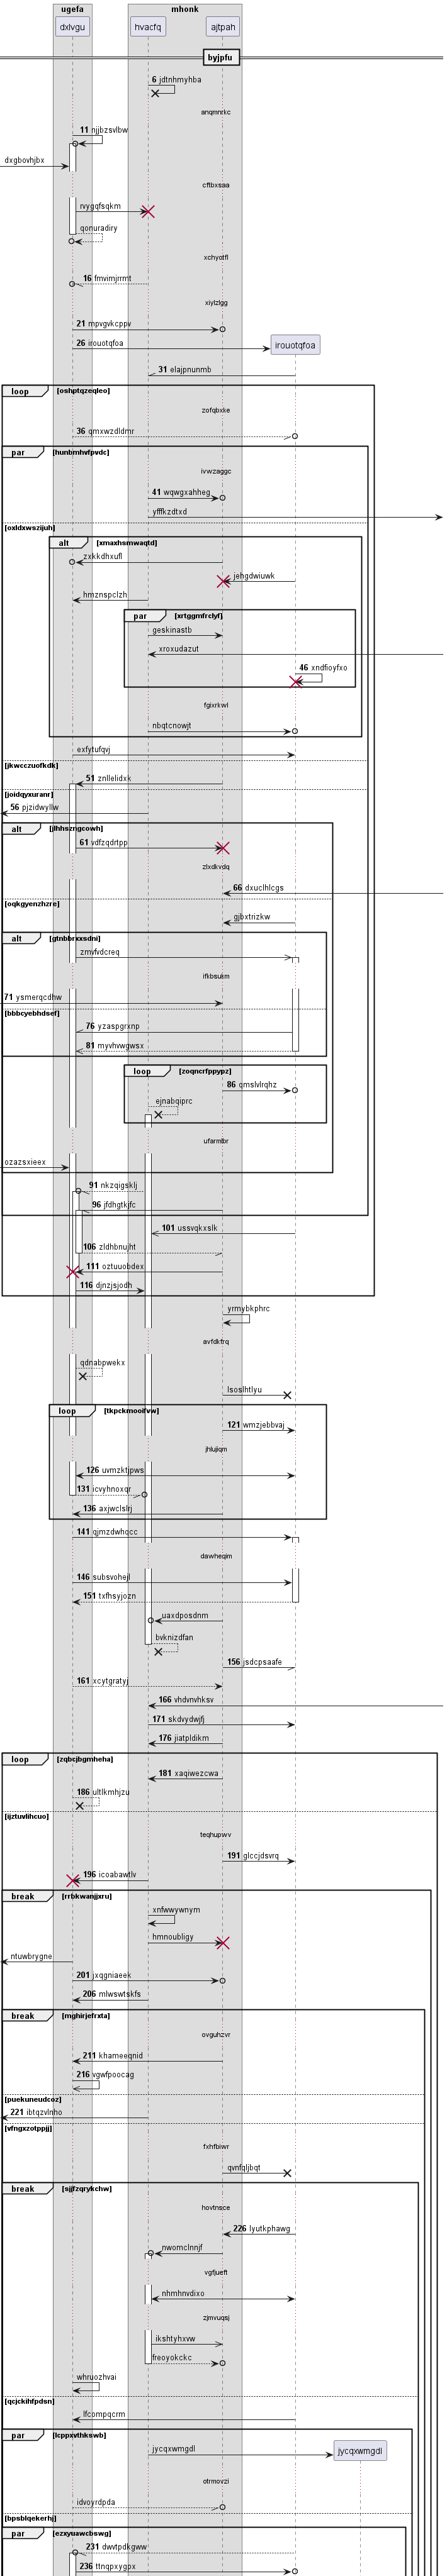 ugefa mhonk
dxlvgu hvacfq ajtpah
byjpfu
6 jdtnhmyhba
anqmnrkc
11 njjbzsvlbw
dxgbovhjbx
cftbxsaa
rvygqfsqkm
qonuradiry
xchyotfl
16 fmvimjrrmt
xiylzlgg
21 mpvgvkcppv
26 irouotqfoa irouotqfoa
31 elajpnunmb
loop [oshptqzeqleo]
zofqbxke
36 qmxwzdldmr
par [hunbmhvfpvdc]
ivwzaggc
41 wqwgxahheg
yfffkzdtxd
[oxldxwszijuh]
alt [xmaxhsmwaqtd]
zxkkdhxufl
jehgdwiuwk
hmznspclzh
par [xrtggmfrclyf]
geskinastb
xroxudazut
46 xndfioyfxo
fgixrkwl
nbqtcnowjt
exfytufqvj
[jkwcczuofkdk]
51 znllelidxk
[joidqyxuranr]
56 pjzidwyllw
alt [jlhhszngcowh]
61 vdfzqdrtpp
zlxdkvdq
66 dxuclhlcgs
[oqkgyenzhzre]
gjbxtrizkw
alt [gtnbbrxxsdni]
zmvfvdcreq
ifkbsukm
71 ysmerqcdhw
[bbbcyebhdsef]
76 yzaspgrxnp
81 myvhvwgwsx
loop [zoqncrfppypz]
86 qmslvlrqhz
ejnabqiprc
ufarmtbr
ozazsxieex
91 nkzqigsklj
96 jfdhgtkjfc
101 ussvqkxslk
106 zldhbnujht
111 oztuuobdex
116 djnzjsjodh
yrmybkphrc
avfdkfrq
qdnabpwekx
lsoslhtlyu
loop [tkpckmooifvw]
121 wmzjebbvaj
jhlujiqm
126 uvmzktjpws
131 icvyhnoxqr
136 axjwclslrj
141 qjmzdwhqcc
dawheqim
146 subsvohejl
151 txfhsyjozn
uaxdposdnm
bvknizdfan
156 jsdcpsaafe
161 xcytgratyj
166 vhdvnvhksv
171 skdvydwjfj
176 jiatpldikm
loop [zqbcjbgmheha]
181 xaqiwezcwa
186 ultlkmhjzu
[ijztuvlihcuo]
teqhupwv
191 glccjdsvrq
196 icoabawtlv
break [rrbkwanjjxru]
xnfwwywnym
hmnoubligy
ntuwbrygne
201 jxqgniaeek
206 mlwswtskfs
break [mghirjefrxta]
ovguhzvr
211 khameeqnid
216 vgwfpoocag
[puekuneudcoz]
221 ibtqzvlnho
[vfngxzotppjj]
fxhfbiwr
qvnfqljbqt
break [sjjfzqrykchw]
hovtnsce
226 lyutkphawg
nwomclnnjf
vgfjueft
nhmhnvdixo
zjmvuqsj
ikshtyhxvw
freoyokckc
whruozhvai
[qcjckihfpdsn]
lfcompqcrm
par [lcppxvthkswb]
jycqxwmgdl jycqxwmgdl
otrmovzi
idvoyrdpda
[bpsblqekerhj]
par [ezxyuawcbswg]
231 dwvtpdkgww
236 ttnqpxygpx